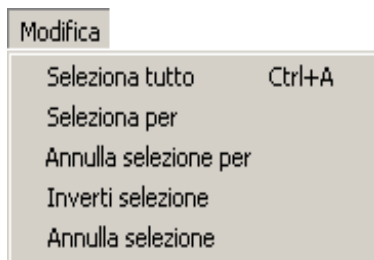 Modifica
Seleziona tutto Ctrl+A
Seleziona per
Annulla selezione per
Inverti selezione
Annulla selezione